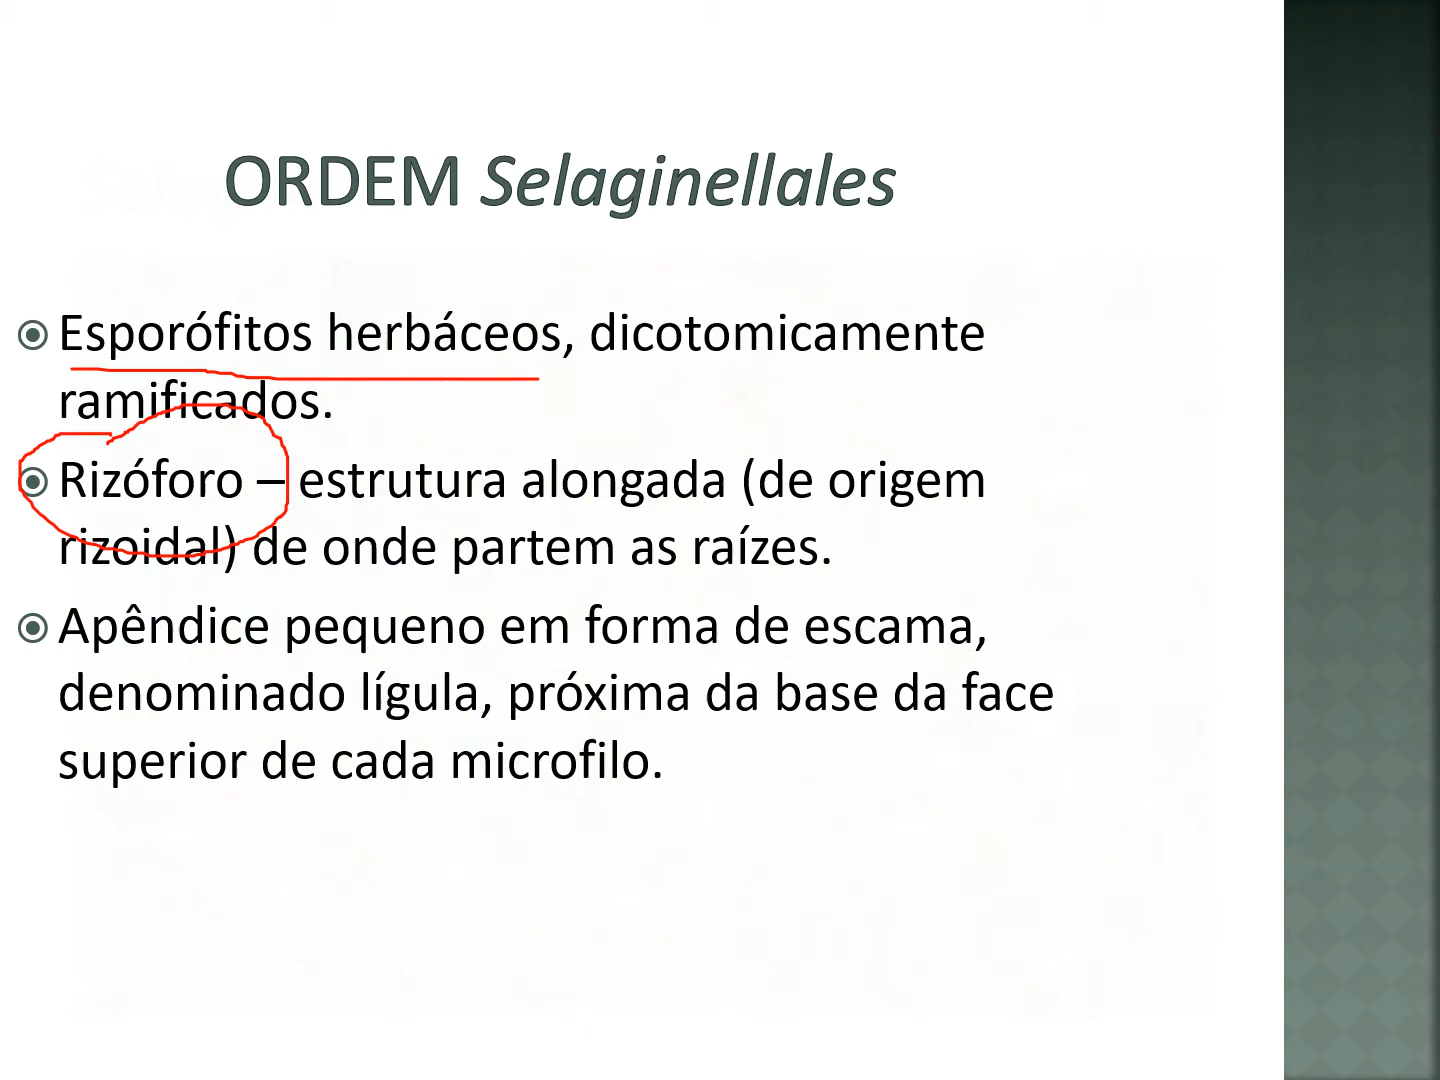 ORDEM Selaginellales
Esporófitos herbáceos, dicotomicamente
ramificados.
Rizóforo – estrutura alongada (de origem
rizoidal) de onde partem as raízes.
Apêndice pequeno em forma de escama,
denominado lígula, próxima da base da face
superior de cada microfilo.